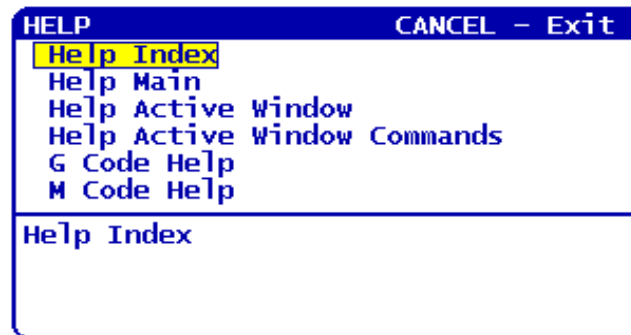 HELP CANCEL - Exit
Help Index
Help Main
Help Active Window
Help Active Window Commands
G Code Help
M Code Help
Help Index